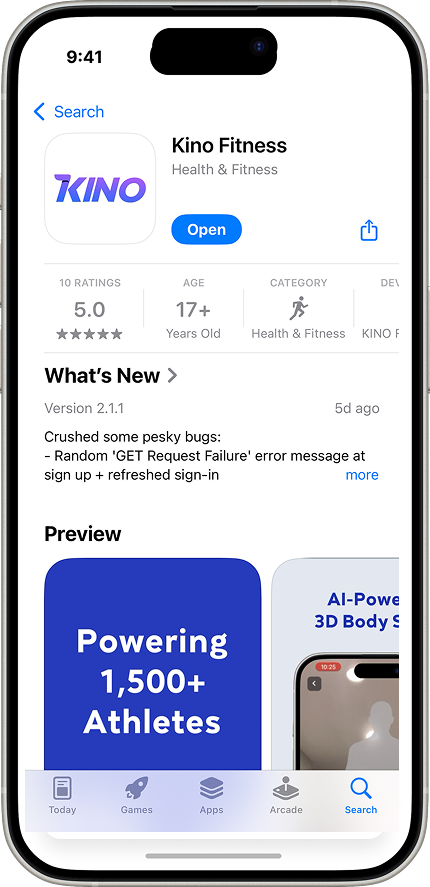 9:41
Search
KINO
Kino Fitness
Health & Fitness
Open
10 RATINGS
5.0
★★★★★
AGE
17+
Years Old
CATEGORY
Health & Fitness
DEV
KINO F
What's New
Version 2.1.1
5d ago
Crushed some pesky bugs:
- Random 'GET Request Failure' error message at
sign up + refreshed sign-in
more
Preview
Powering
1,500+
Athletes
AI-Powe
3D Body S
10:25
Today
Games
Apps
Arcade
Search